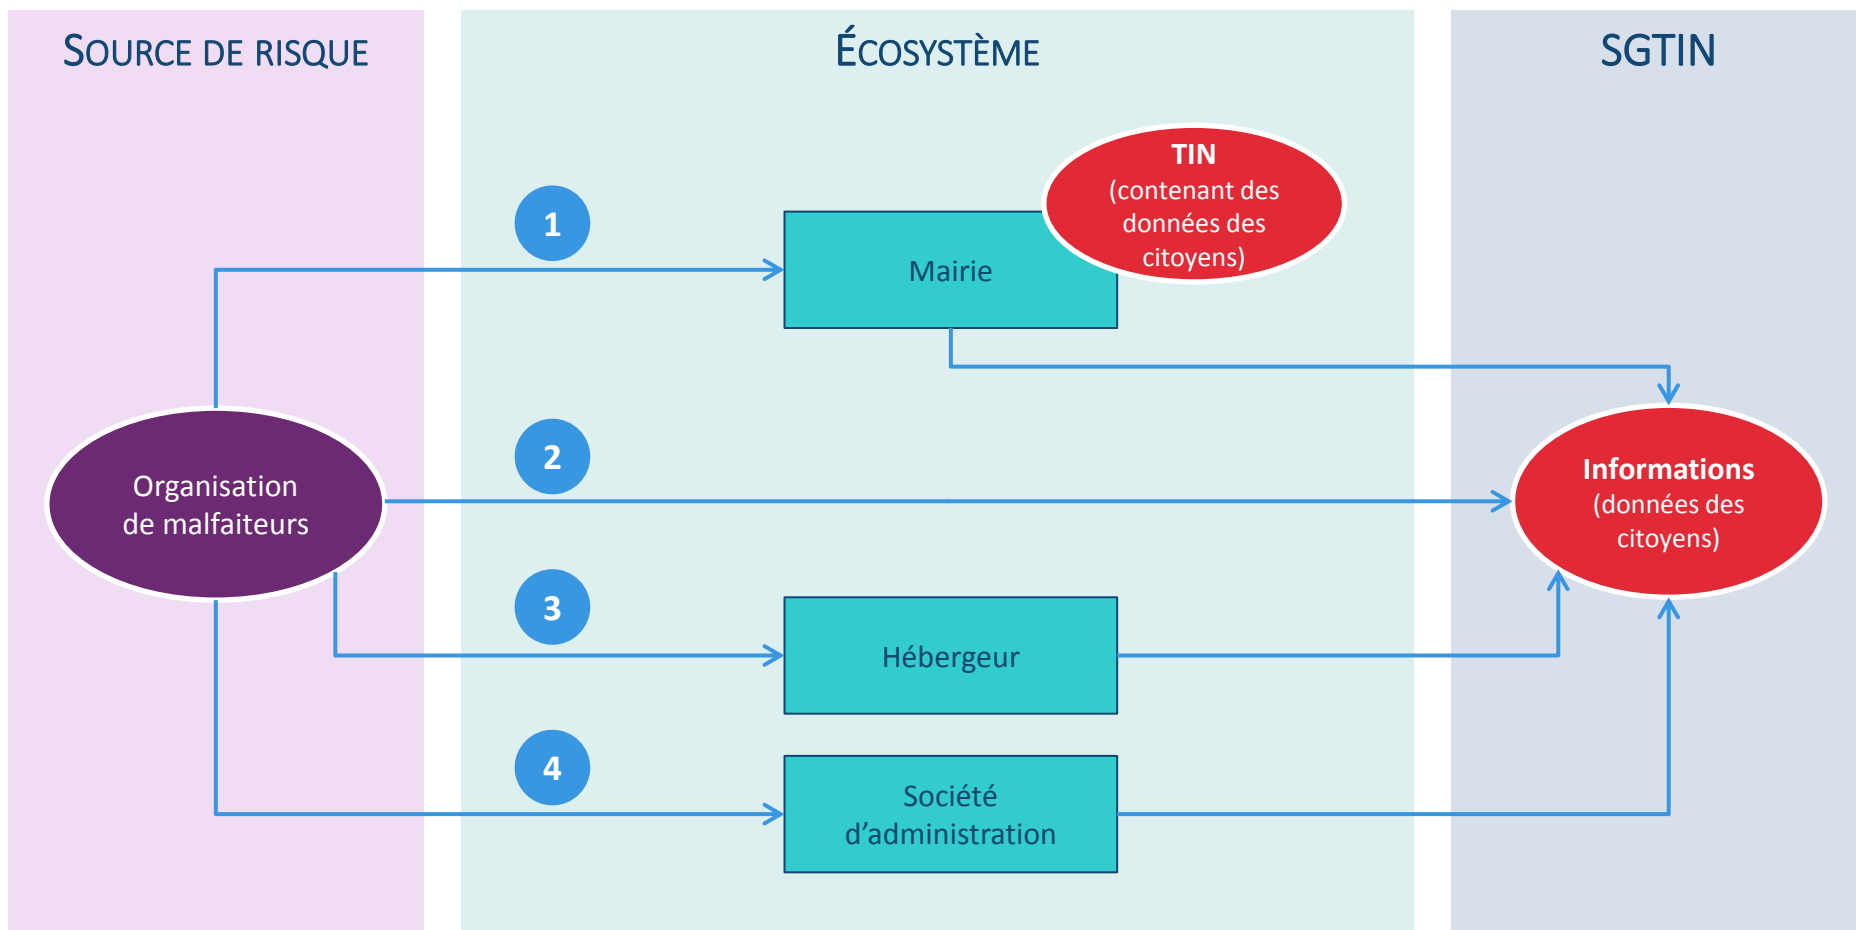 SOURCE DE RISQUE
ÉCOSYSTÈME
SGTIN
TIN
(contenant des
données des
citoyens)
1
Mairie
2
Organisation
de malfaiteurs
Informations
(données des
citoyens)
3
Hébergeur
4
Société
d'administration